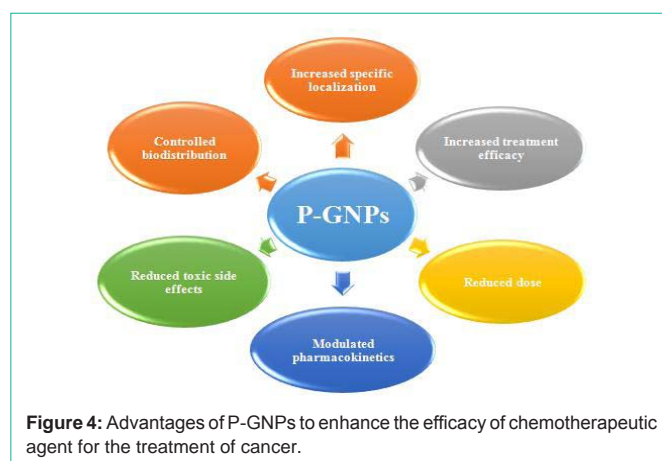 Increased specific
localization
Controlled
biodistribution
Increased treatment
efficacy
P-GNPs
Reduced toxic side
effects
Reduced dose
Modulated
pharmacokinetics
Figure 4: Advantages of P-GNPs to enhance the efficacy of chemotherapeutic
agent for the treatment of cancer.